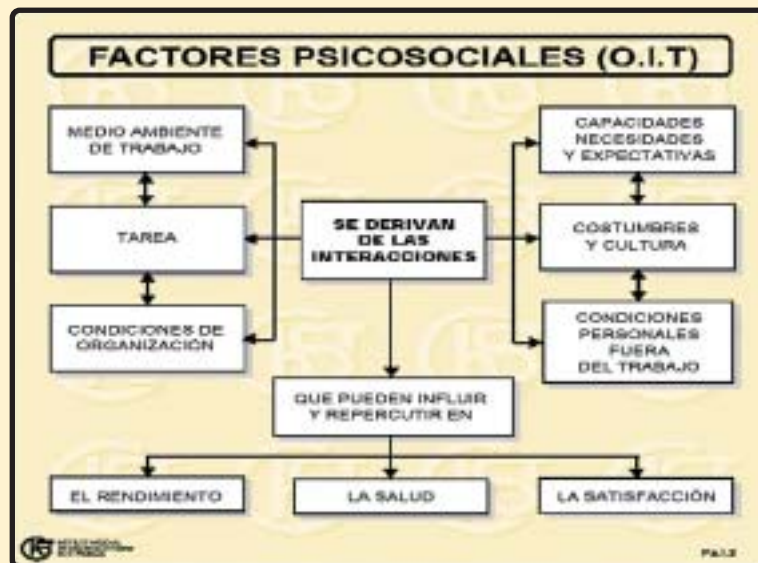 FACTORES PSICOSOCIALES (O.I.T)
MEDIO AMBIENTE
DE TRABAJO
TAREA
CONDICIONES DE
ORGANIZACIÓN
SE DERIVAN
DE LAS
INTERACCIONES
CAPACIDADES
NECESIDADES
Y EXPECTATIVAS
COSTUMBRES
Y CULTURA
CONDICIONES
PERSONALES
FUERA
DEL TRABAJO
QUE PUEDEN INFLUIR
Y REPERCUTIR EN
EL RENDIMIENTO
LA SALUD
LA SATISFACCIÓN